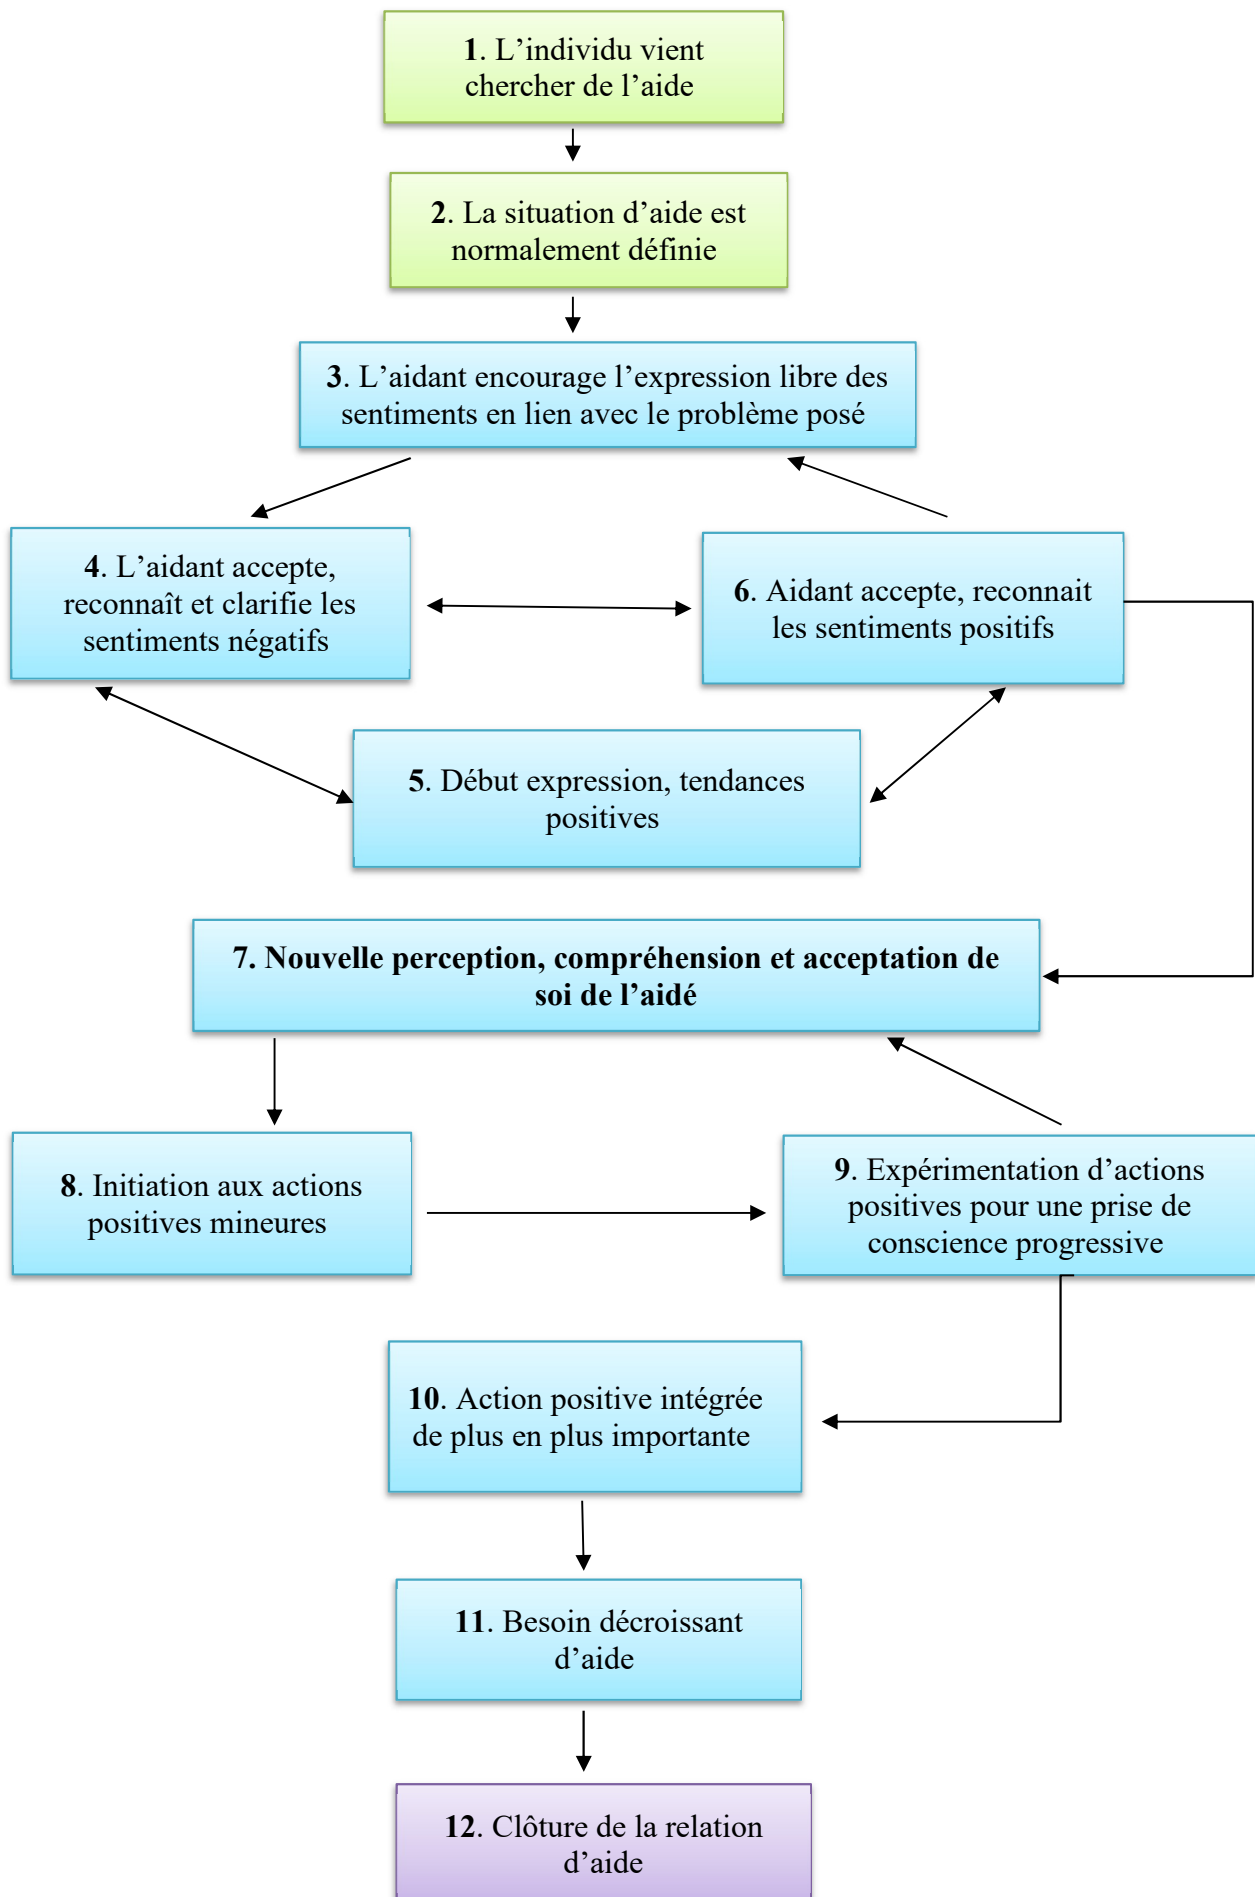 1. L’individu vient
chercher de l’aide
2. La situation d’aide est
normalement définie
3. L’aidant encourage l’expression libre des
sentiments en lien avec le problème posé
4. L’aidant accepte,
reconnaît et clarifie les
sentiments négatifs
6. Aidant accepte, reconnait
les sentiments positifs
5. Début expression, tendances
positives
7. Nouvelle perception, compréhension et acceptation de
soi de l’aidé
8. Initiation aux actions
positives mineures
9. Expérimentation d’actions
positives pour une prise de
conscience progressive
10. Action positive intégrée
de plus en plus importante
11. Besoin décroissant
d’aide
12. Clôture de la relation
d’aide